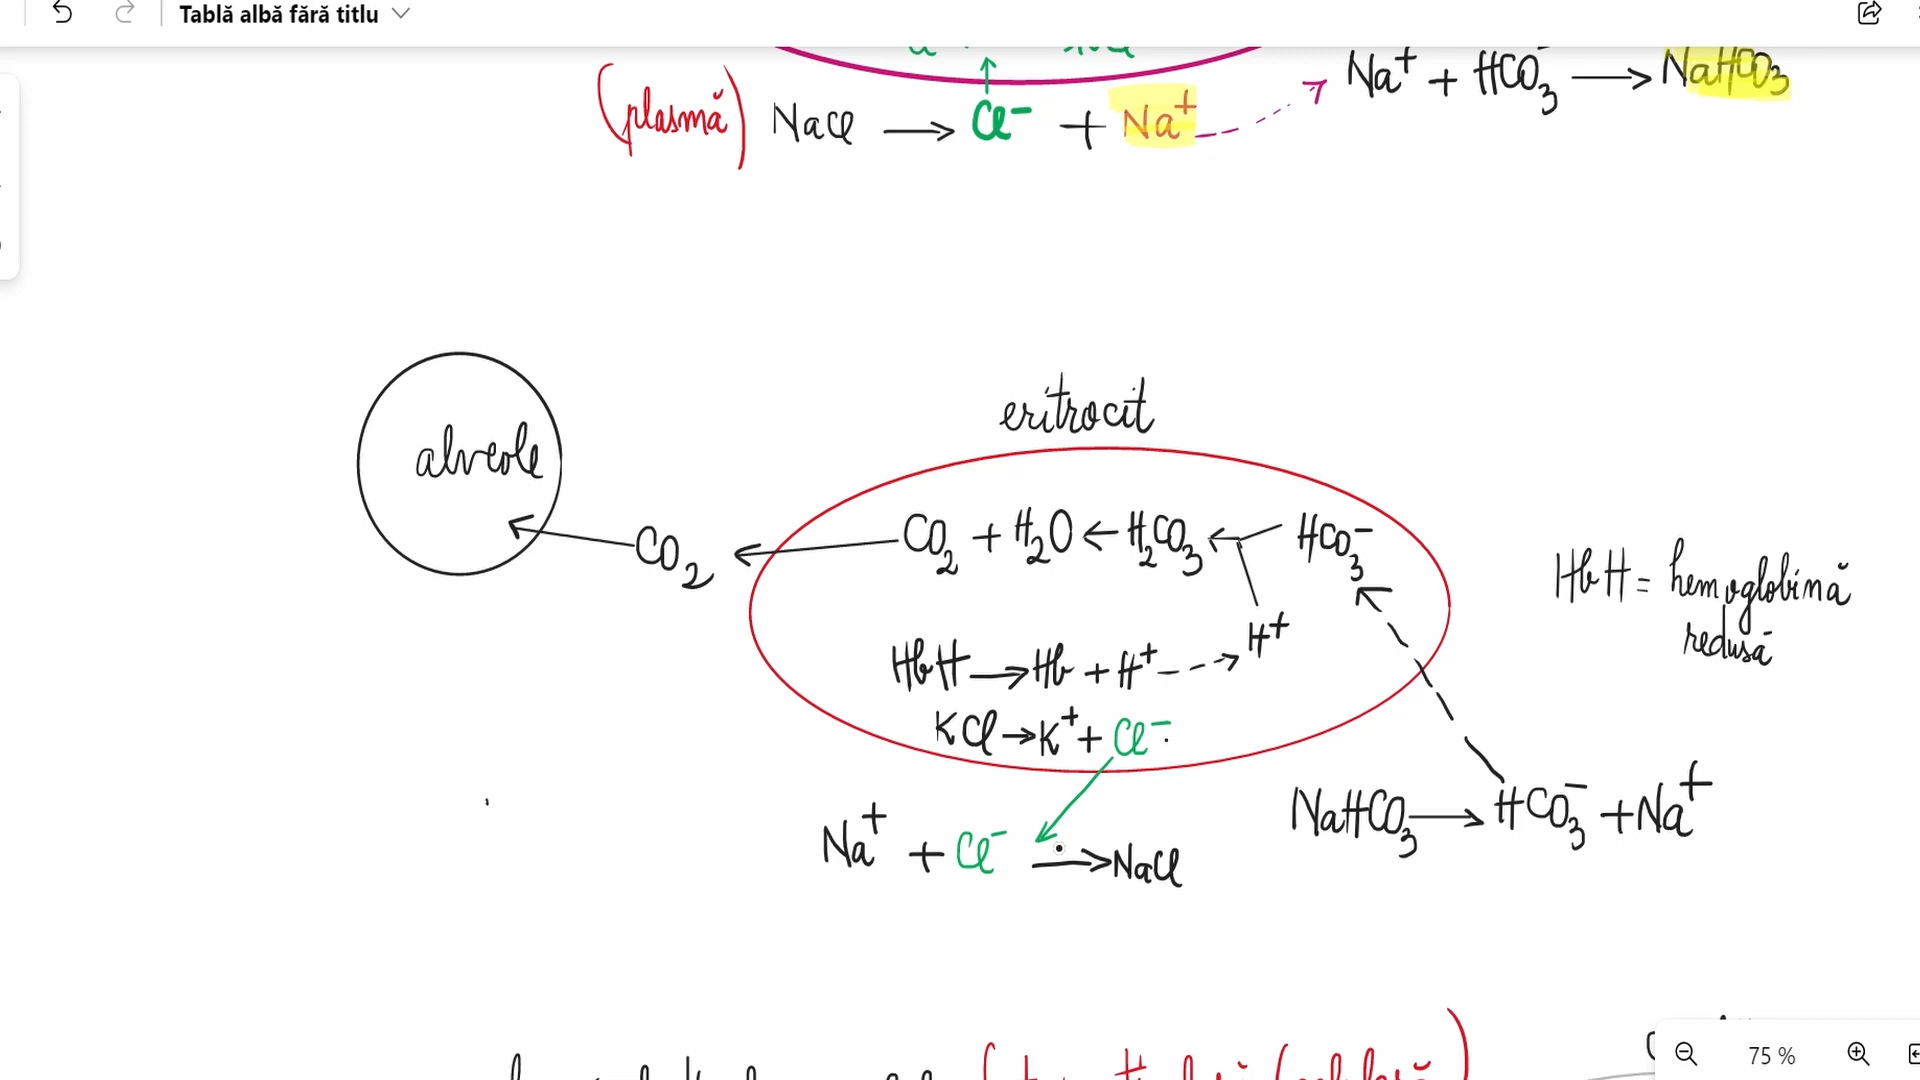 Tablă albă fără titlu
(plasmă) NaCl → Cl⁻ + Na⁺
Na⁺ + HCO₃⁻ → NaHCO₃
eritrocit
alveole
CO₂
CO₂ + H₂O ← H₂CO₃ ← HCO₃⁻
H⁺
HbH → Hb + H⁺
KCl → K⁺ + Cl⁻
HbH = hemoglobină
redusă
NaHCO₃ → HCO₃⁻ + Na⁺
Na⁺ + Cl⁻ → NaCl
75 %